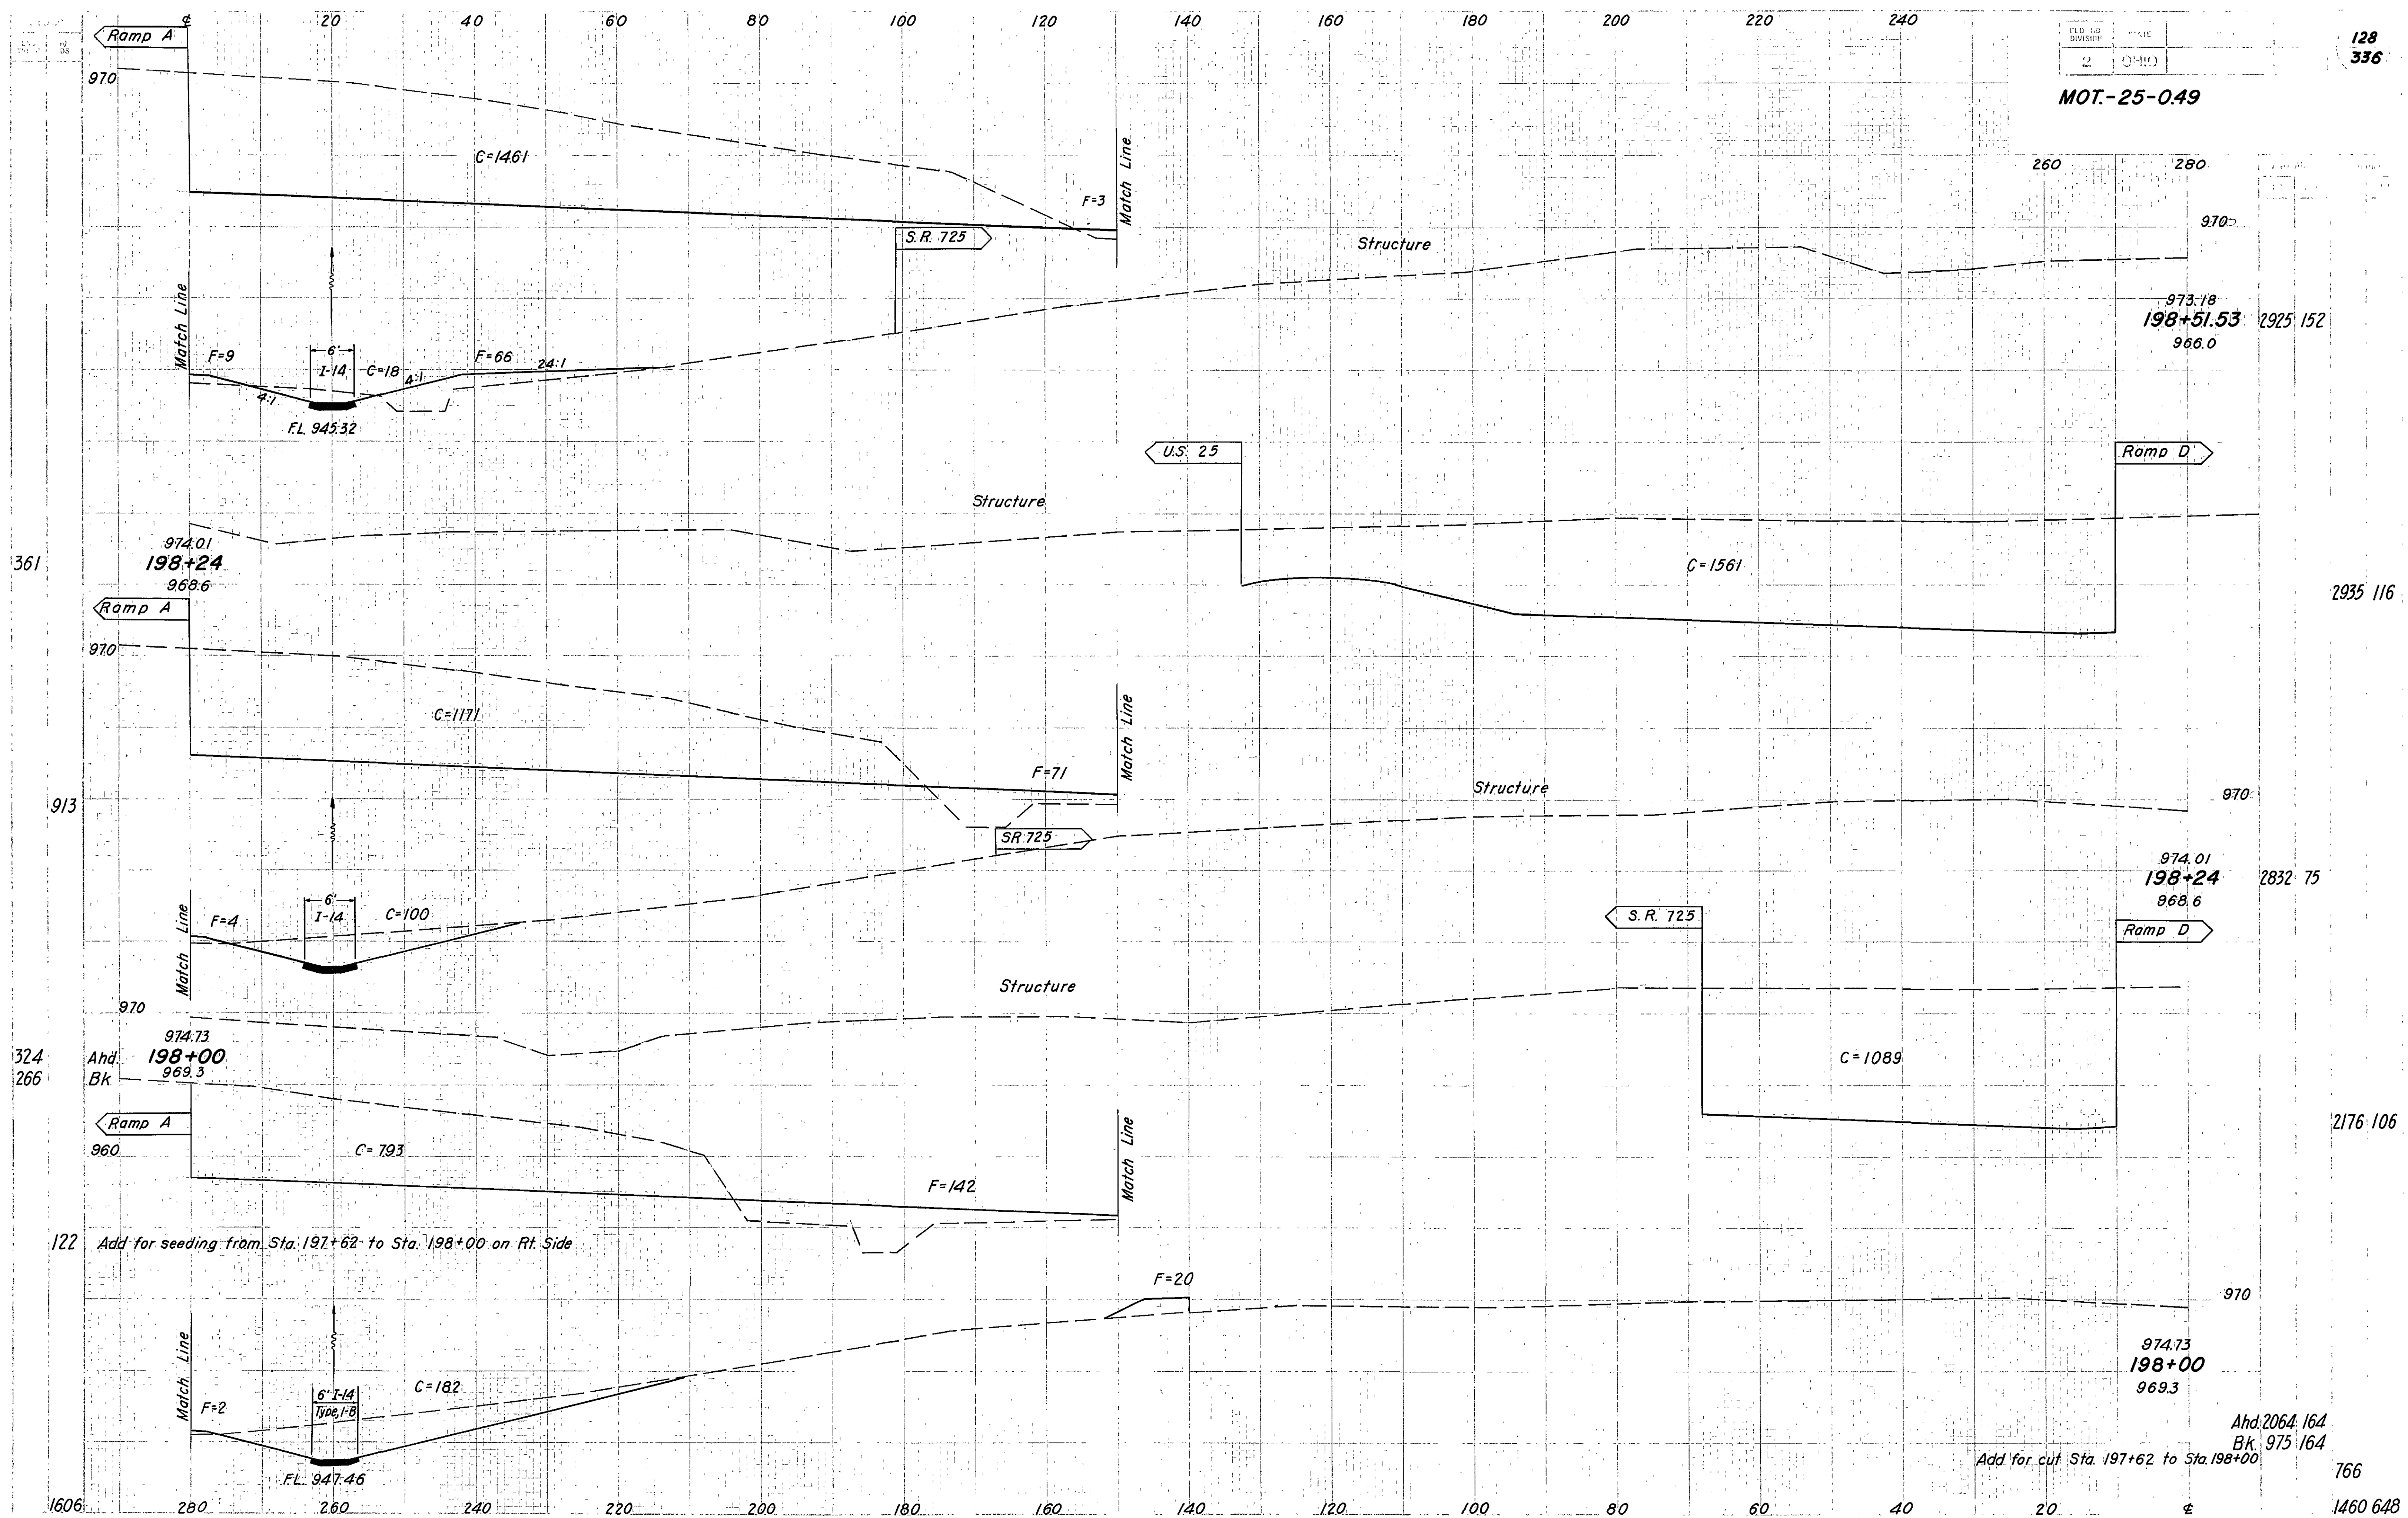 ℄ 20 40 60 80 100 120 140 160 180 200 220 240
Ramp A
FED. RD. DIVISION STATE
2 OHIO
128
336
MOT.-25-0.49
970
C=1461
F=3
Match Line
260 280
S.R. 725
Structure
970
Match Line
973.18
198+51.53 2925 152
966.0
F=9
6'
I-14
C=18
4:1
F=66
24:1
4:1
F.L. 945.32
U.S. 25
Ramp D
Structure
974.01
361 198+24
968.6
C=1561
2935 116
Ramp A
970
C=1171
Match Line
F=71
Structure
970
913
SR 725
974.01
198+24 2832 75
968.6
Match Line
F=4
6'
I-14
C=100
S.R. 725
Ramp D
Structure
970
974.73
324 Ahd. 198+00
266 Bk 969.3
C=1089
Ramp A
2176 106
960
C=793
F=142
Match Line
122 Add for seeding from Sta. 197+62 to Sta. 198+00 on Rt. Side
F=20
970
Match Line
974.73
198+00
969.3
F=2
6' I-14
Type, 1-B
C=182
Ahd. 2064 164
Bk. 975 164
Add for cut Sta. 197+62 to Sta. 198+00
766
F.L. 947.46
1606 280 260 240 220 200 180 160 140 120 100 80 60 40 20 ℄ 1460 648